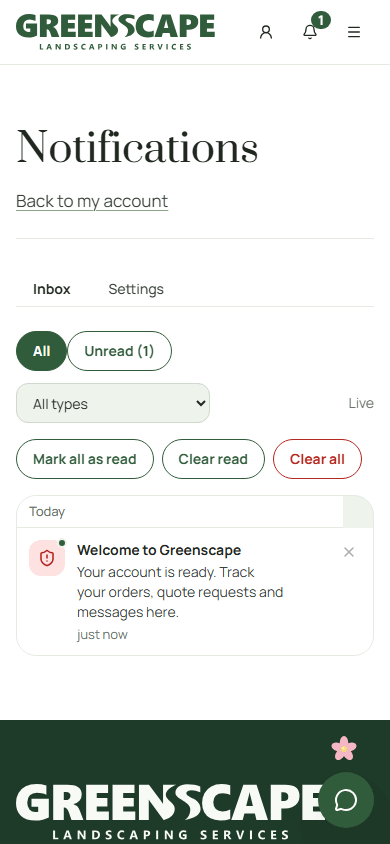 GREENSCAPE
LANDSCAPING SERVICES
1
Notifications
Back to my account
Inbox Settings
All Unread (1)
All types Live
Mark all as read Clear read Clear all
Today
Welcome to Greenscape
Your account is ready. Track
your orders, quote requests and
messages here.
just now
GREENSCAPE
LANDSCAPING SERVICES